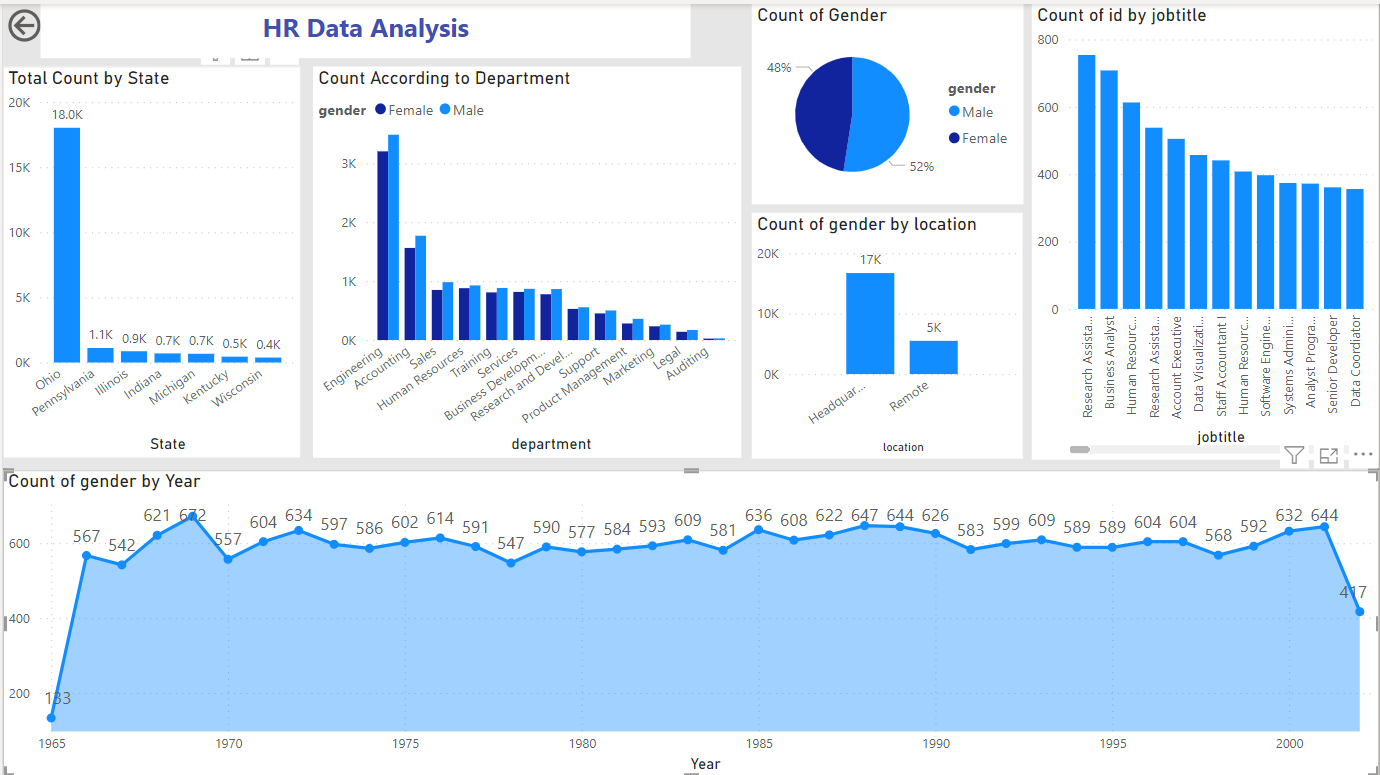 HR Data Analysis
Total Count by State
20K
15K
10K
5K
0K
18.0K
1.1K
0.9K
0.7K
0.7K
0.5K
0.4K
Ohio
Pennsylvania
Illinois
Indiana
Michigan
Kentucky
Wisconsin
State
Count According to Department
gender Female Male
3K
2K
1K
0K
Engineering
Accounting
Sales
Human Resources
Training
Services
Business Developm...
Research and Devel...
Support
Product Management
Marketing
Legal
Auditing
department
Count of Gender
48%
52%
gender
Male
Female
Count of gender by location
20K
10K
0K
17K
5K
Headquar...
Remote
location
Count of id by jobtitle
800
600
400
200
0
Research Assista...
Business Analyst
Human Resourc...
Research Assista...
Account Executive
Data Visualizati...
Staff Accountant I
Human Resourc...
Software Engine...
Systems Admini...
Analyst Progra...
Senior Developer
Data Coordiator
jobtitle
Count of gender by Year
600
400
200
133
567
542
621
672
557
604
634
597
586
602
614
591
547
590
577
584
593
609
581
636
608
622
647
644
626
583
599
609
589
589
604
604
568
592
632
644
417
1965
1970
1975
1980
1985
1990
1995
2000
Year